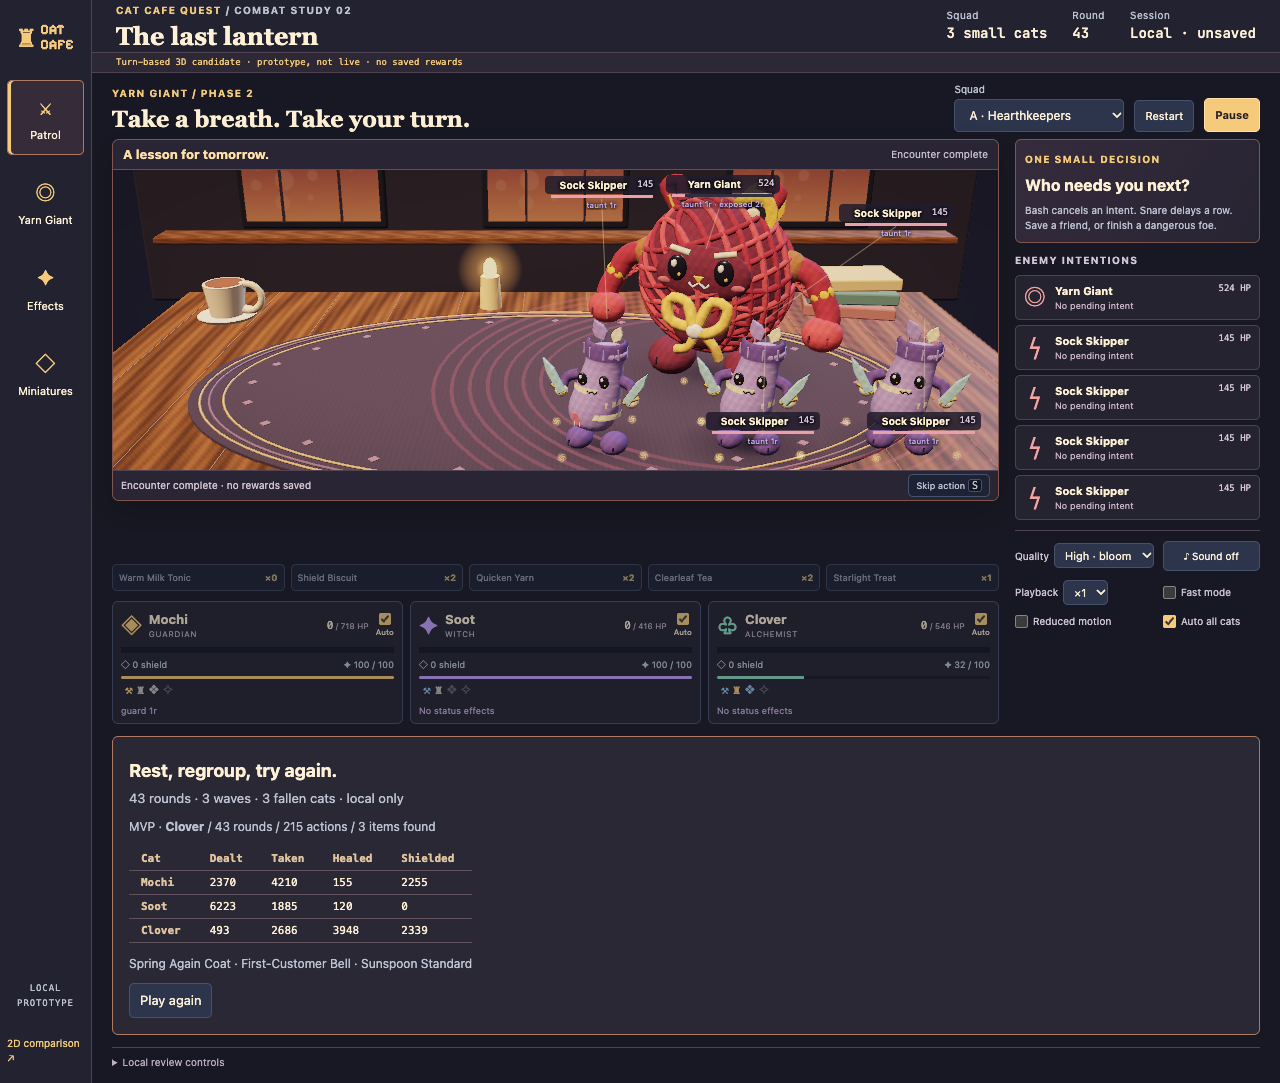 CAT CAFE
CAT CAFE QUEST / COMBAT STUDY 02
The last lantern
Squad
3 small cats
Round
43
Session
Local · unsaved
Turn-based 3D candidate · prototype, not live · no saved rewards
Patrol
Yarn Giant
Effects
Miniatures
LOCAL
PROTOTYPE
2D comparison
↗
YARN GIANT / PHASE 2
Take a breath. Take your turn.
Squad
A · Hearthkeepers
Restart
Pause
A lesson for tomorrow.
Encounter complete
Sock Skipper 145
taunt 1r
Yarn Giant 524
taunt 1r · exposed 2r
Sock Skipper 145
taunt 1r
Sock Skipper 145
taunt 1r
Sock Skipper 145
taunt 1r
Encounter complete · no rewards saved
Skip action S
ONE SMALL DECISION
Who needs you next?
Bash cancels an intent. Snare delays a row.
Save a friend, or finish a dangerous foe.
ENEMY INTENTIONS
Yarn Giant 524 HP
No pending intent
Sock Skipper 145 HP
No pending intent
Sock Skipper 145 HP
No pending intent
Sock Skipper 145 HP
No pending intent
Sock Skipper 145 HP
No pending intent
Quality High · bloom ♪ Sound off
Playback ×1 Fast mode
Reduced motion Auto all cats
Warm Milk Tonic ×0
Shield Biscuit ×2
Quicken Yarn ×2
Clearleaf Tea ×2
Starlight Treat ×1
Mochi
GUARDIAN
0 / 718 HP
Auto
◇ 0 shield ✦ 100 / 100
guard 1r
Soot
WITCH
0 / 416 HP
Auto
◇ 0 shield ✦ 100 / 100
No status effects
Clover
ALCHEMIST
0 / 546 HP
Auto
◇ 0 shield ✦ 32 / 100
No status effects
Rest, regroup, try again.
43 rounds · 3 waves · 3 fallen cats · local only
MVP · Clover / 43 rounds / 215 actions / 3 items found
Cat Dealt Taken Healed Shielded
Mochi 2370 4210 155 2255
Soot 6223 1885 120 0
Clover 493 2686 3948 2339
Spring Again Coat · First-Customer Bell · Sunspoon Standard
Play again
Local review controls